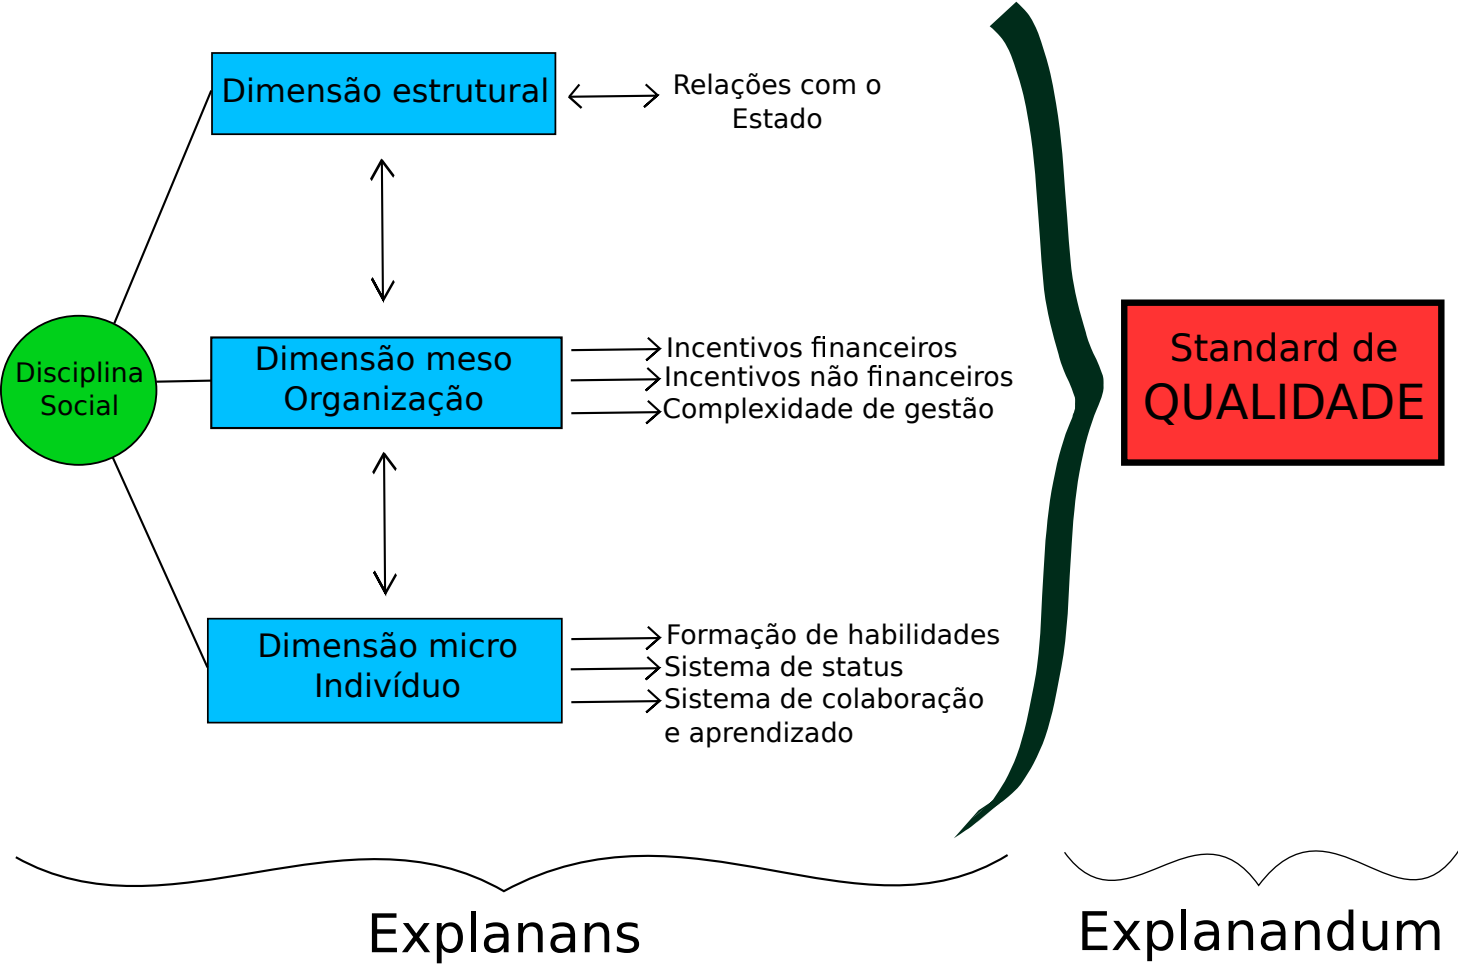 Dimensão estrutural
Relações com o
Estado
Disciplina
Social
Dimensão meso
Organização
Incentivos financeiros
Incentivos não financeiros
Complexidade de gestão
Standard de
QUALIDADE
Dimensão micro
Indivíduo
Formação de habilidades
Sistema de status
Sistema de colaboração
e aprendizado
Explanans
Explanandum